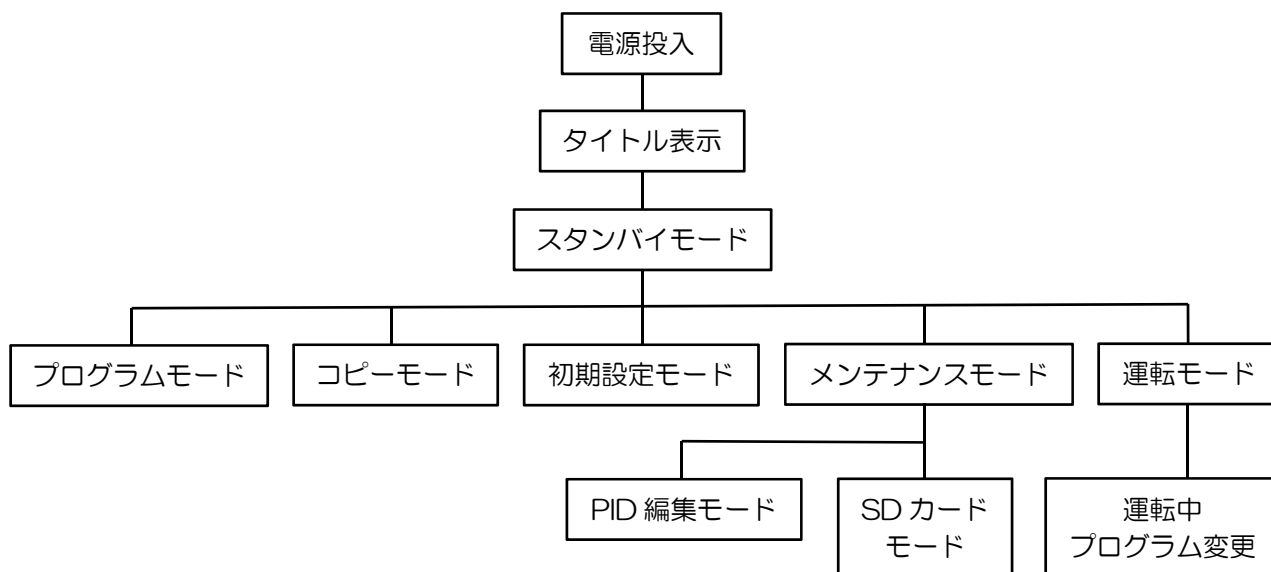 電源投入
タイトル表示
スタンバイモード
プログラムモード
コピーモード
初期設定モード
メンテナンスモード
運転モード
PID 編集モード
SD カード
モード
運転中
プログラム変更